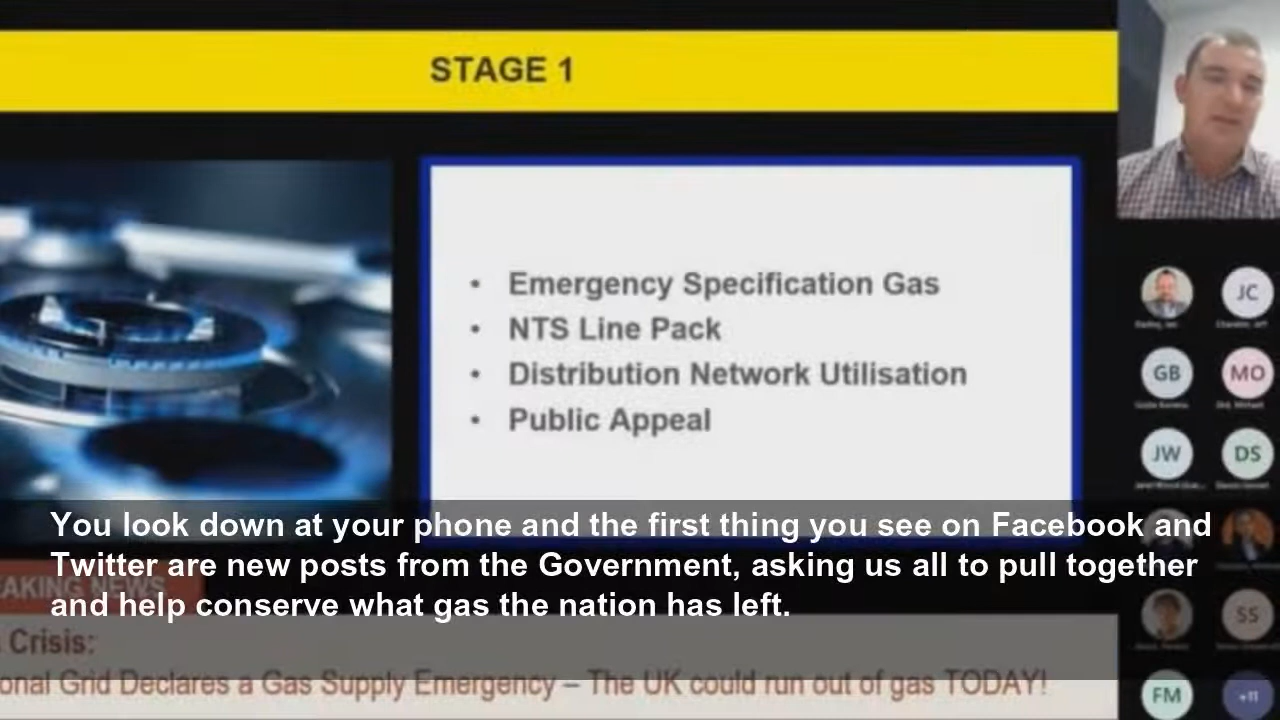 STAGE 1
• Emergency Specification Gas
• NTS Line Pack
• Distribution Network Utilisation
• Public Appeal
JC
GB
MO
JW
DS
You look down at your phone and the first thing you see on Facebook and
Twitter are new posts from the Government, asking us all to pull together
and help conserve what gas the nation has left.
AKING NEWS
SS
Crisis:
onal Grid Declares a Gas Supply Emergency – The UK could run out of gas TODAY!
FM
+11